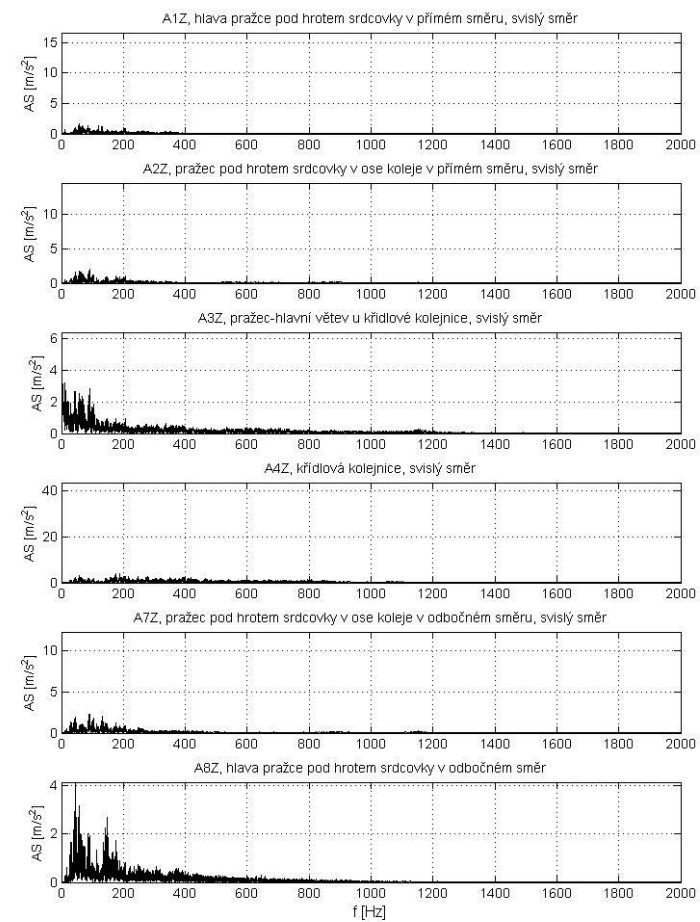 A1Z, hlava pražce pod hrotem srdcovky v přímém směru, svislý směr
15
10
5
0
AS [m/s²]
0 200 400 600 800 1000 1200 1400 1600 1800 2000
A2Z, pražec pod hrotem srdcovky v ose koleje v přímém směru, svislý směr
10
5
0
AS [m/s²]
0 200 400 600 800 1000 1200 1400 1600 1800 2000
A3Z, pražec-hlavní větev u křidlové kolejnice, svislý směr
6
4
2
0
AS [m/s²]
0 200 400 600 800 1000 1200 1400 1600 1800 2000
A4Z, křídlová kolejnice, svislý směr
40
20
0
AS [m/s²]
0 200 400 600 800 1000 1200 1400 1600 1800 2000
A7Z, pražec pod hrotem srdcovky v ose koleje v odbočném směru, svislý směr
10
5
0
AS [m/s²]
0 200 400 600 800 1000 1200 1400 1600 1800 2000
A8Z, hlava pražce pod hrotem srdcovky v odbočném směr
4
2
0
AS [m/s²]
0 200 400 600 800 1000 1200 1400 1600 1800 2000
f [Hz]